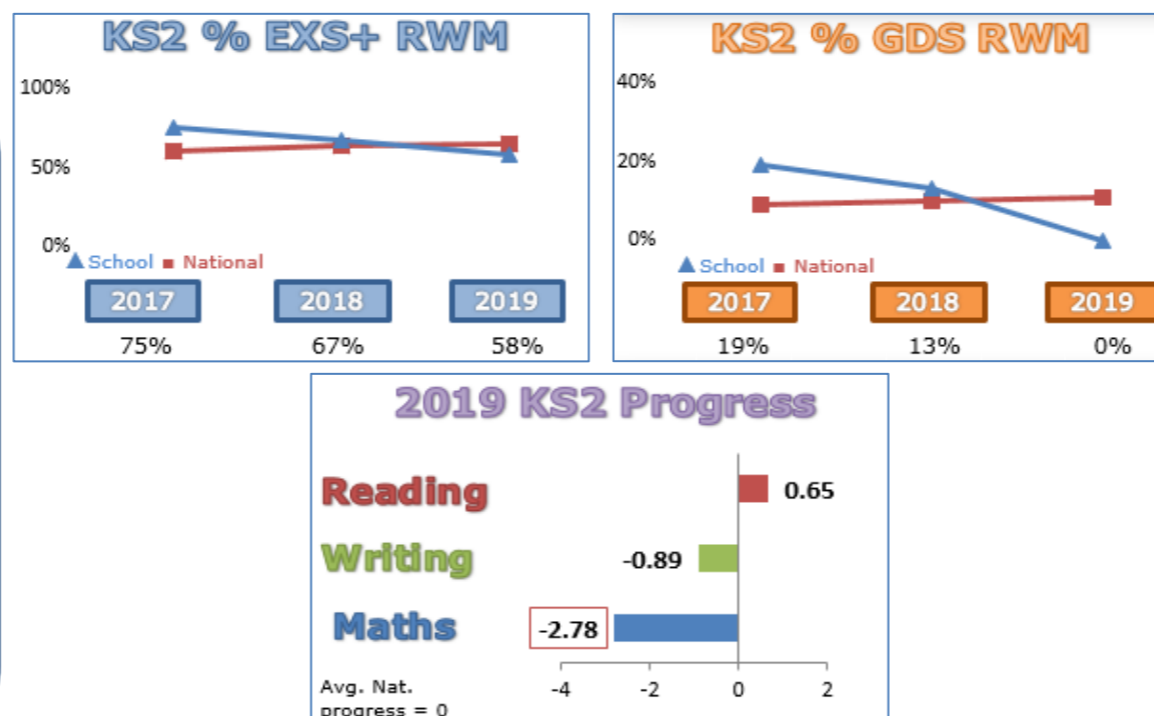 KS2 % EXS+ RWM
100%
50%
0%
School National
2017 2018 2019
75% 67% 58%
KS2 % GDS RWM
40%
20%
0%
School National
2017 2018 2019
19% 13% 0%
2019 KS2 Progress
Reading 0.65
Writing -0.89
Maths -2.78
-4 -2 0 2
Avg. Nat.
progress = 0